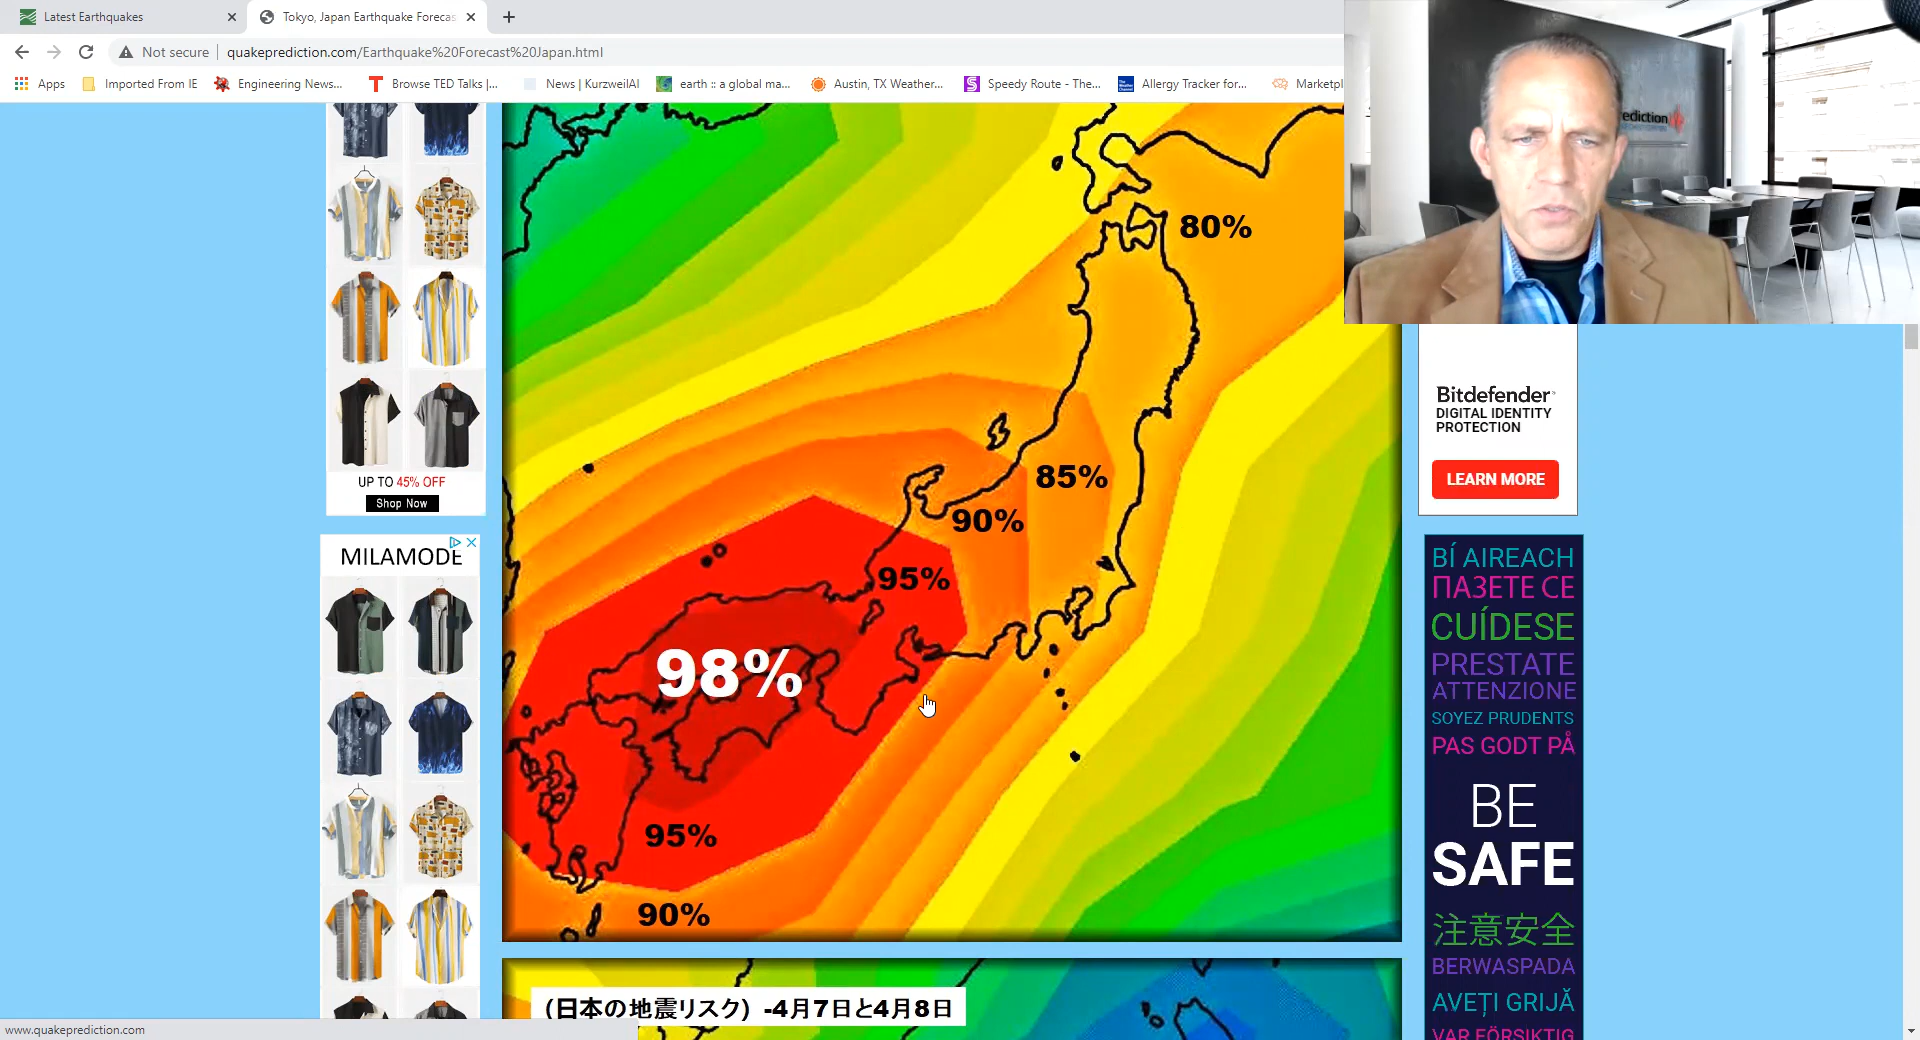 Latest Earthquakes
Tokyo, Japan Earthquake Forecas
Not secure
quakeprediction.com/Earthquake%20Forecast%20Japan.html
Apps
Imported From IE
Engineering News...
Browse TED Talks |...
News | KurzweilAI
earth :: a global ma...
Austin, TX Weather...
Speedy Route - The...
Allergy Tracker for...
Marketpl
ediction
80%
85%
90%
95%
98%
95%
90%
UP TO 45% OFF
Shop Now
MILAMODE
Bitdefender
DIGITAL IDENTITY
PROTECTION
LEARN MORE
BÍ AIREACH
ПАЗЕТЕ СЕ
CUÍDESE
PRESTATE
ATTENZIONE
SOYEZ PRUDENTS
PAS GODT PÅ
BE
SAFE
注意安全
BERWASPADA
AVEȚI GRIJĂ
VAR FÖRSIKTIG
(日本の地震リスク) -4月7日と4月8日
www.quakeprediction.com